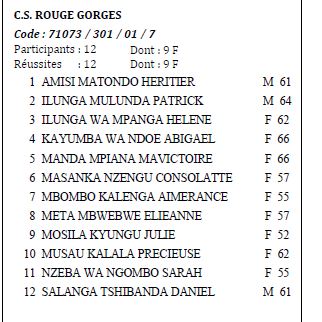 C.S. ROUGE GORGES
Code : 71073 / 301 / 01 / 7
Participants : 12 Dont : 9 F
Réussites : 12 Dont : 9 F
1 AMISI MATONDO HERITIER M 61
2 ILUNGA MULUNDA PATRICK M 64
3 ILUNGA WA MPANGA HELENE F 62
4 KAYUMBA WA NDOE ABIGAEL F 66
5 MANDA MPIANA MAVICTOIRE F 66
6 MASANKA NZENGU CONSOLATTE F 57
7 MBOMBO KALENGA AIMERANCE F 55
8 META MBWEBWE ELIEANNE F 57
9 MOSILA KYUNGU JULIE F 52
10 MUSAU KALALA PRECIEUSE F 62
11 NZEBA WA NGOMBO SARAH F 55
12 SALANGA TSHIBANDA DANIEL M 61